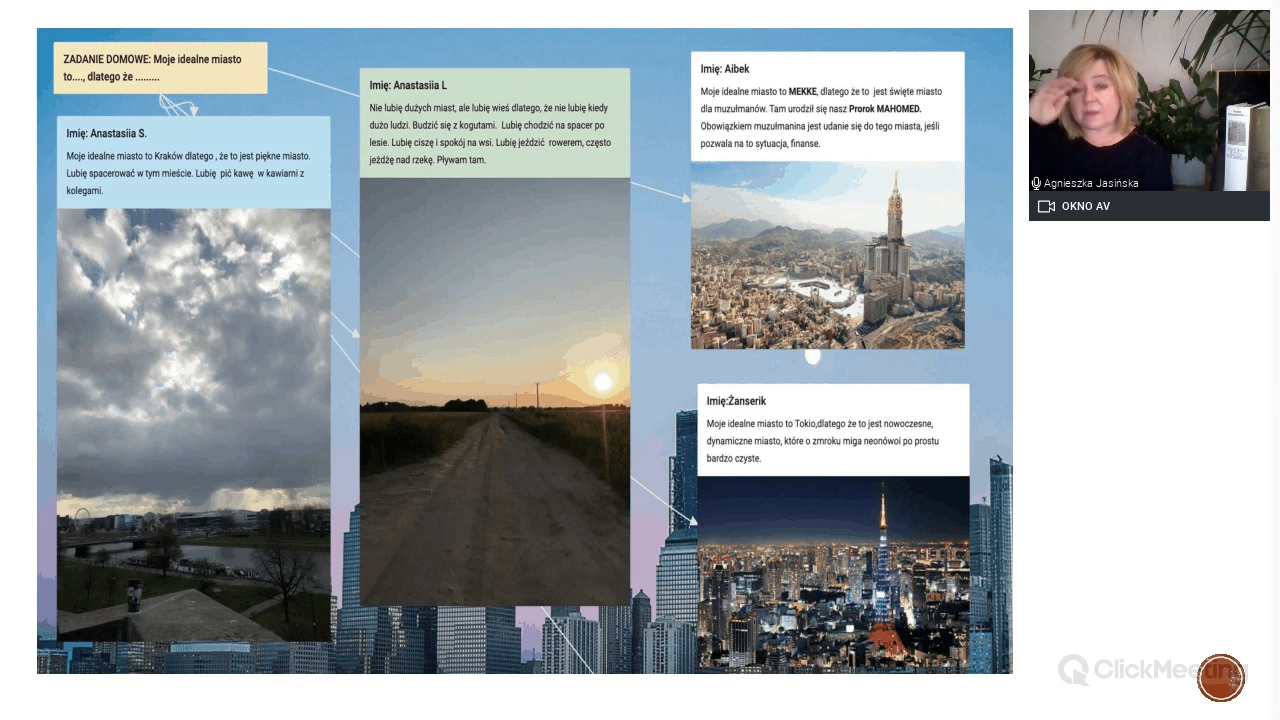 ZADANIE DOMOWE: Moje idealne miasto
to...., dlatego że .........
Imię: Anastasiia S.
Moje idealne miasto to Kraków dlatego , że to jest piękne miasto.
Lubię spacerować w tym mieście. Lubię pić kawę w kawiarni z
kolegami.
Imię: Anastasiia L
Nie lubię dużych miast, ale lubię wieś dlatego, że nie lubię kiedy
dużo ludzi. Budzić się z kogutami. Lubię chodzić na spacer po
lesie. Lubię ciszę i spokój na wsi. Lubię jeździć rowerem, często
jeżdżę nad rzekę. Pływam tam.
Imię: Aibek
Moje idealne miasto to MEKKE, dlatego że to jest święte miasto
dla muzułmanów. Tam urodził się nasz Prorok MAHOMED.
Obowiązkiem muzułmanina jest udanie się do tego miasta, jeśli
pozwala na to sytuacja, finanse.
Imię:Żanserik
Moje idealne miasto to Tokio,dlatego że to jest nowoczesne,
dynamiczne miasto, które o zmroku miga neonówoi po prostu
bardzo czyste.
Agnieszka Jasińska
OKNO AV
ClickMeeting